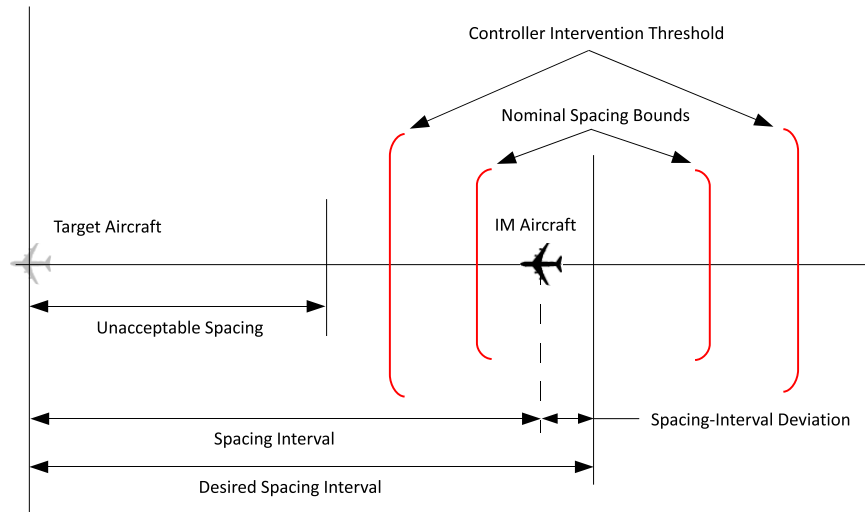 Controller Intervention Threshold
Nominal Spacing Bounds
Target Aircraft
IM Aircraft
Unacceptable Spacing
Spacing Interval
Spacing-Interval Deviation
Desired Spacing Interval